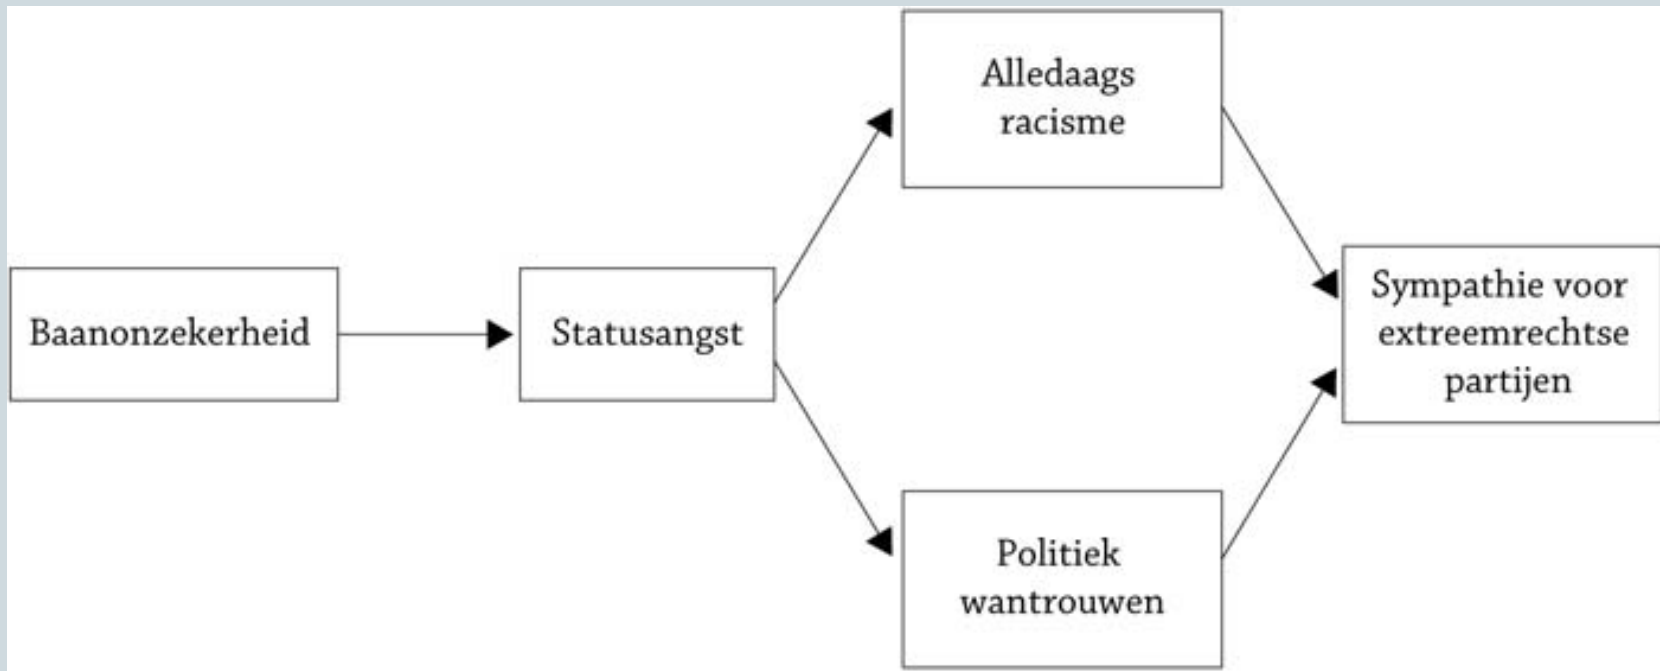 Baanonzekerheid
Statusangst
Alledaags
racisme
Politiek
wantrouwen
Sympathie voor
extreemrechtse
partijen